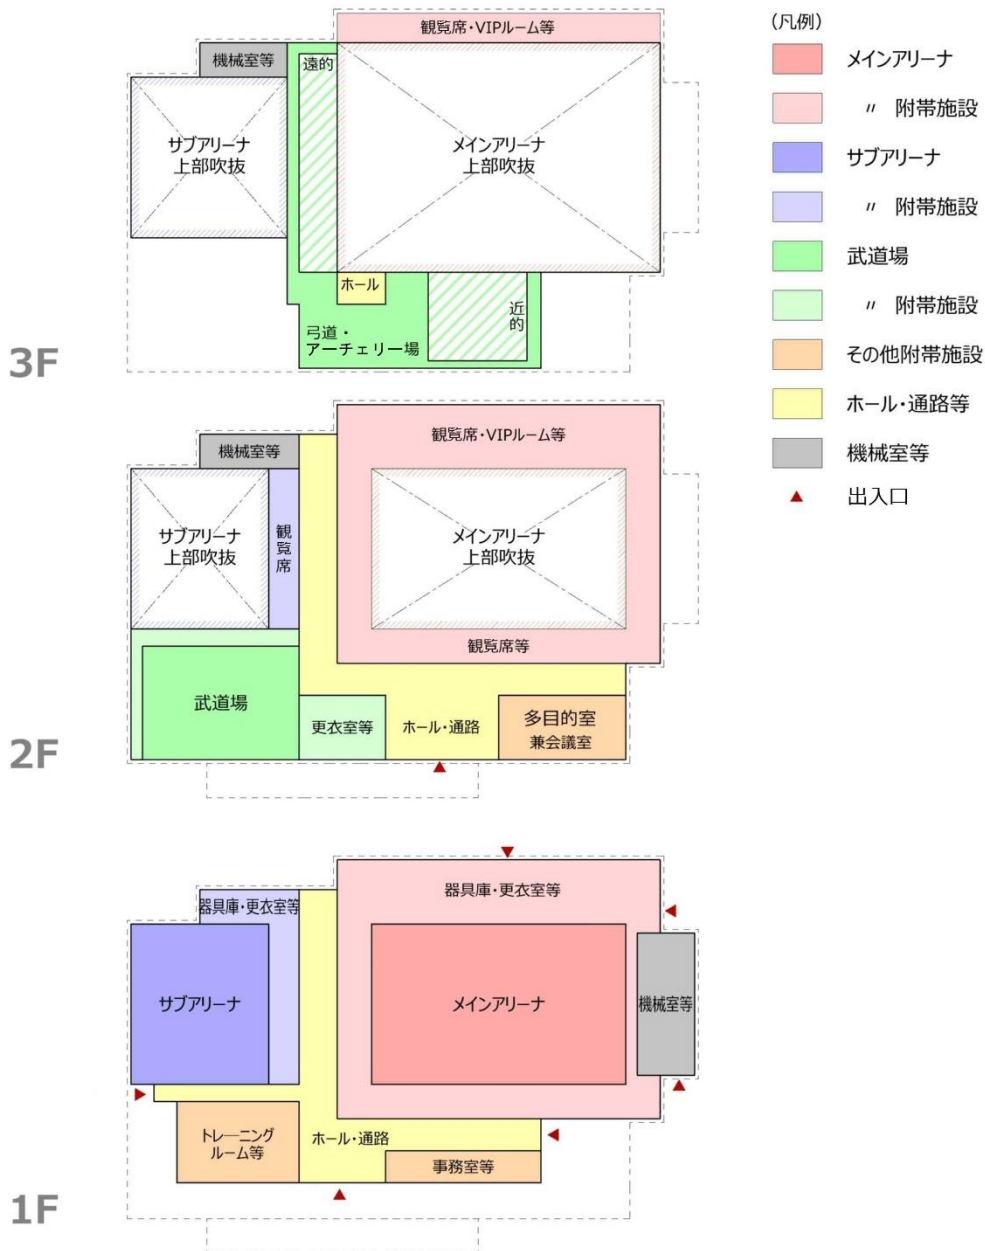 観覧席・VIPルーム等
機械室等
遠的
サブアリーナ
上部吹抜
メインアリーナ
上部吹抜
ホール
近的
弓道・
アーチェリー場
3F
(凡例)
メインアリーナ
〃 附帯施設
サブアリーナ
〃 附帯施設
武道場
〃 附帯施設
その他附帯施設
ホール・通路等
機械室等
出入口
観覧席・VIPルーム等
機械室等
サブアリーナ
上部吹抜
観覧席
メインアリーナ
上部吹抜
観覧席等
武道場
更衣室等
ホール・通路
多目的室
兼会議室
2F
器具庫・更衣室等
器具庫・更衣室等
サブアリーナ
メインアリーナ
機械室等
トレーニング
ルーム等
ホール・通路
事務室等
1F